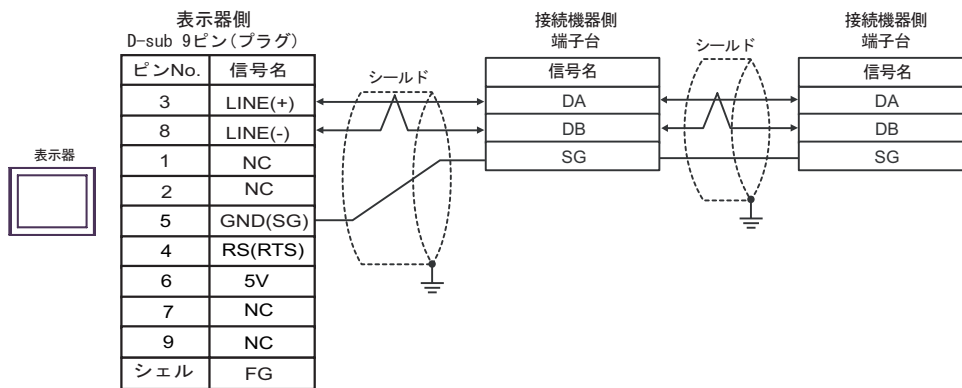 表示器側
D-sub 9ピン(プラグ)
ピンNo. 信号名
3 LINE(+)
8 LINE(-)
1 NC
2 NC
5 GND(SG)
4 RS(RTS)
6 5V
7 NC
9 NC
シェル FG
表示器
シールド
接続機器側
端子台
信号名
DA
DB
SG
シールド
接続機器側
端子台
信号名
DA
DB
SG